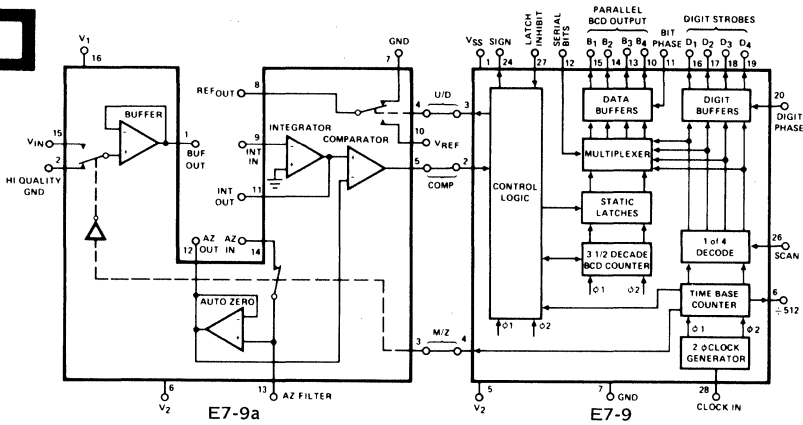 V1
16
BUFFER
VIN
15
2
HI QUALITY
GND
1
BUF
OUT
GND
7
REFOUT
8
U/D
4
3
10
VREF
9
INT
IN
INTEGRATOR
COMPARATOR
INT
OUT
11
5
2
COMP
AZ
OUT
12
AZ
IN
14
AUTO ZERO
M/Z
3
4
6
V2
13
AZ FILTER
E7-9a
VSS
1
SIGN
24
LATCH
INHIBIT
27
SERIAL
BITS
12
PARALLEL
BCD OUTPUT
B1 B2 B3 B4
15 14 13 10
BIT
PHASE
11
DIGIT STROBES
D1 D2 D3 D4
16 17 18 19
DATA
BUFFERS
DIGIT
BUFFERS
20
DIGIT
PHASE
MULTIPLEXER
CONTROL
LOGIC
STATIC
LATCHES
1 of 4
DECODE
26
SCAN
3 1/2 DECADE
BCD COUNTER
ϕ1 ϕ2
TIME BASE
COUNTER
6
÷512
ϕ1 ϕ2
ϕ1 ϕ2
2 ϕCLOCK
GENERATOR
5
V2
7
GND
28
CLOCK IN
E7-9